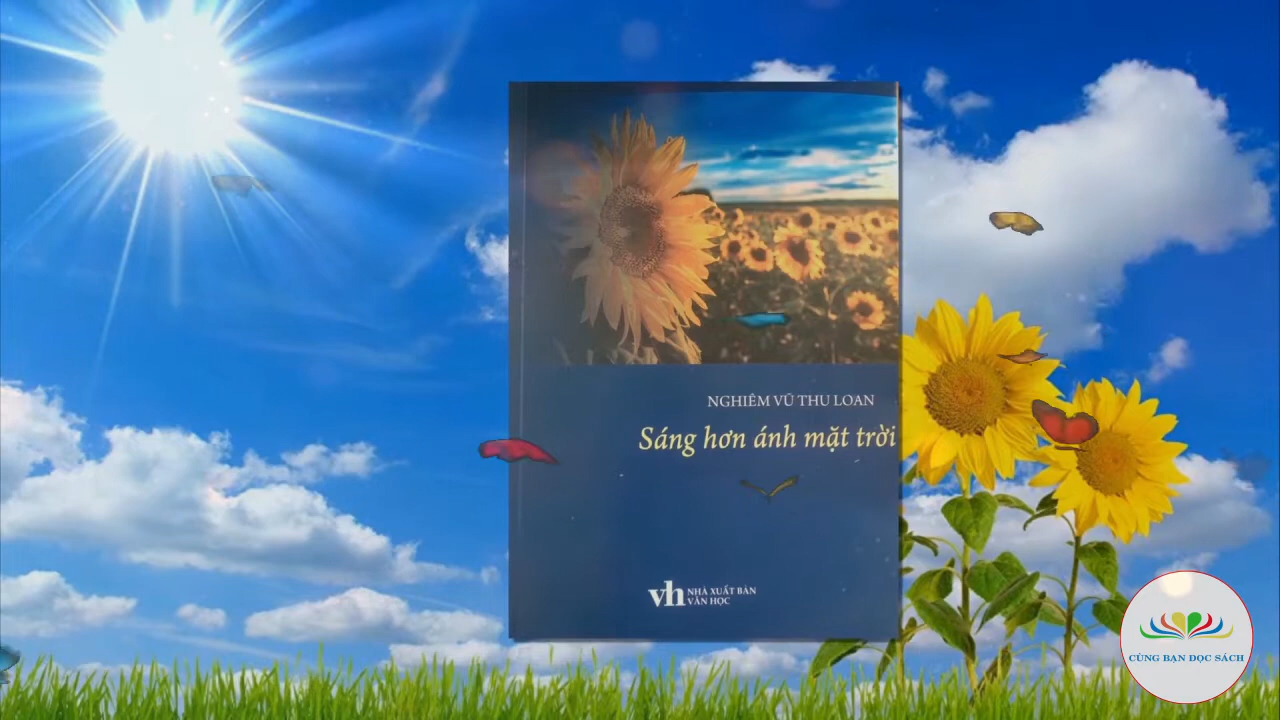 NGHIÊM VŨ THU LOAN
Sáng hơn ánh mặt trời
vh NHÀ XUẤT BẢN
VĂN HỌC
CÙNG BẠN ĐỌC SÁCH